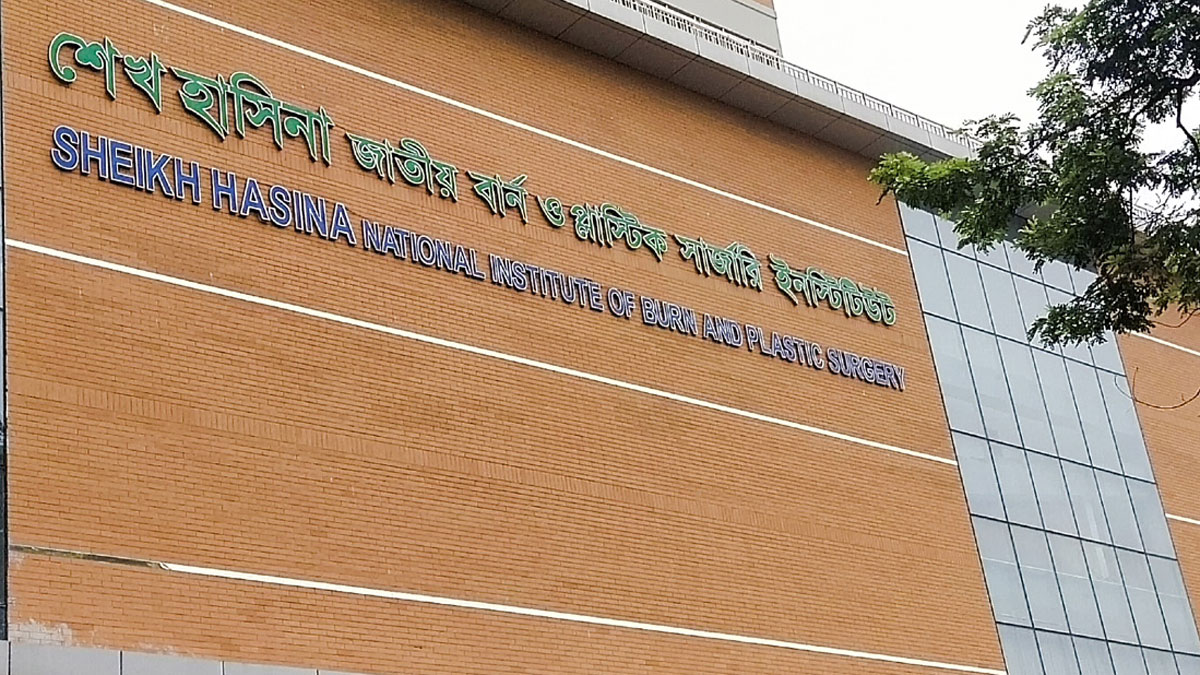 শেখ হাসিনা জাতীয় বার্ন ও প্লাস্টিক সার্জারি ইনস্টিটিউট
SHEIKH HASINA NATIONAL INSTITUTE OF BURN AND PLASTIC SURGERY